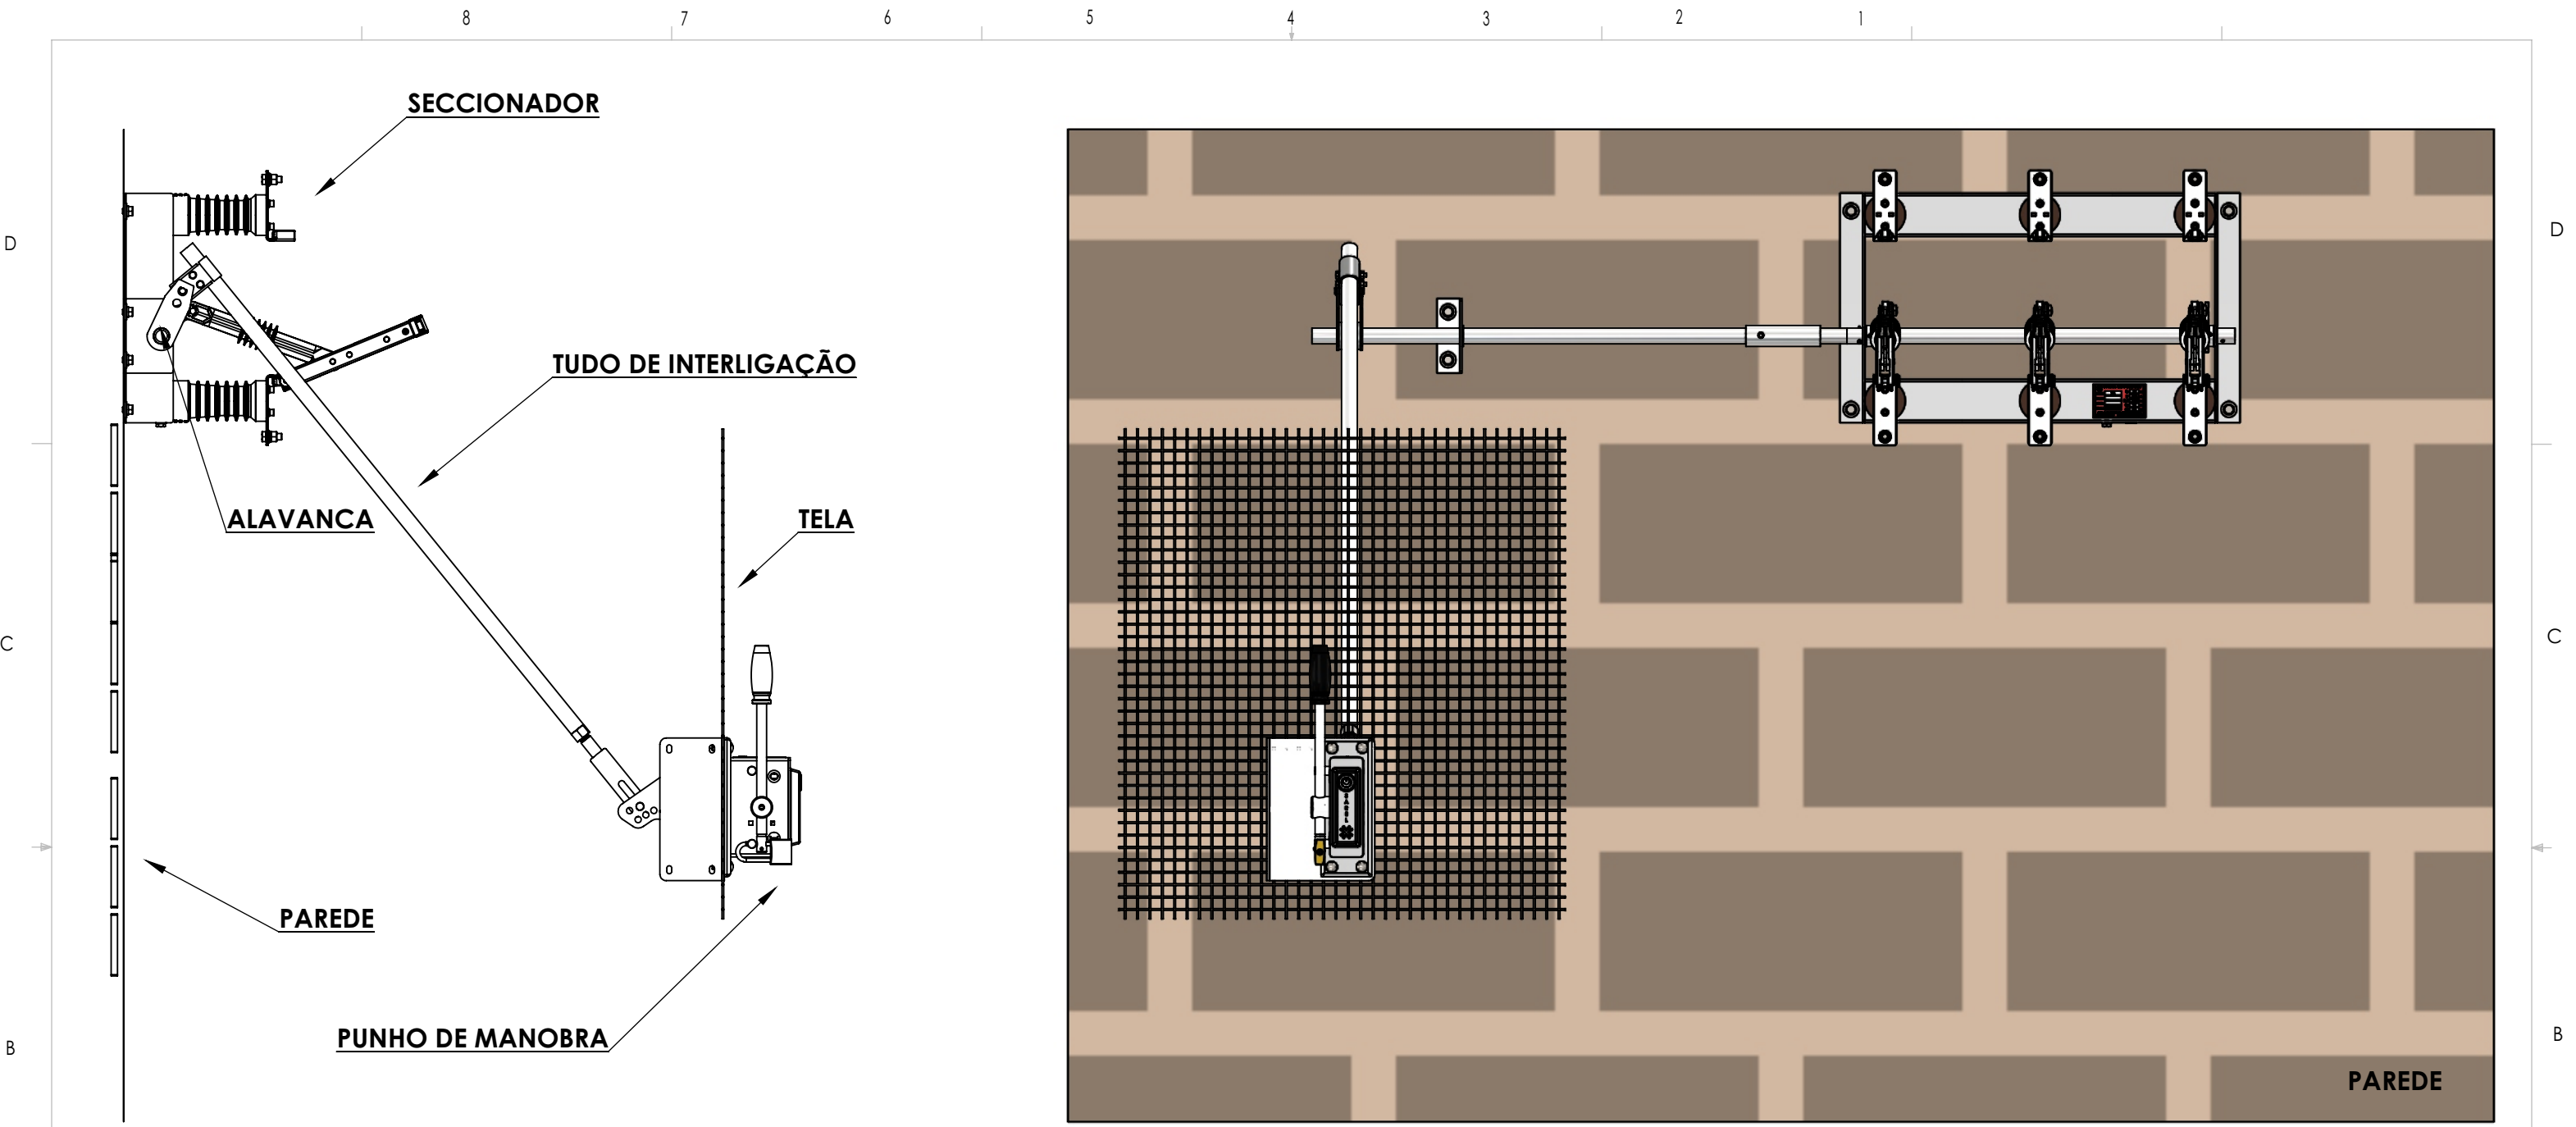 8 7 6 5 4 3 2 1
SECCIONADOR
D D
TUDO DE INTERLIGAÇÃO
ALAVANCA
TELA
C C
PAREDE
PUNHO DE MANOBRA
B B
PAREDE